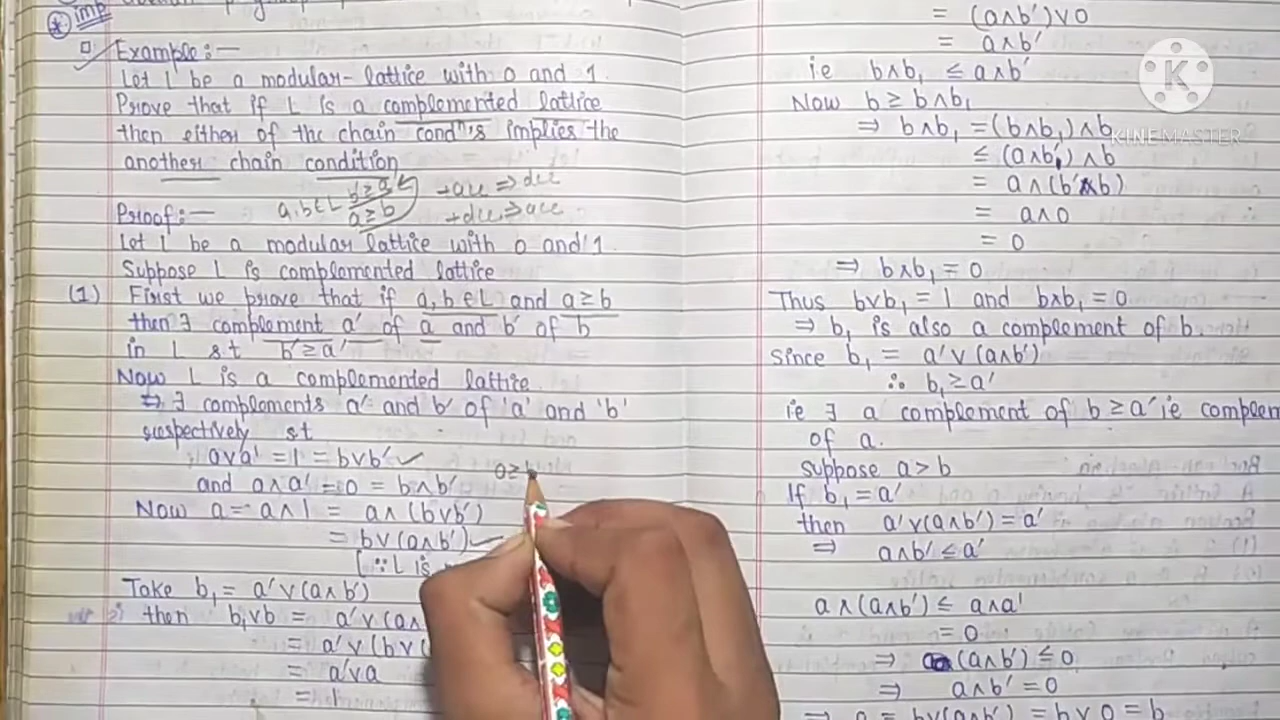 * imp
Example :-
Let L be a modular-lattice with 0 and 1.
Prove that if L is a complemented lattice
then either of the chain condⁿ's implies the
another chain condition
a,b∈L b'≥a' → acc ⇒ dcc
a≥b → dcc ⇒ acc
Proof :-
Let L be a modular lattice with 0 and 1.
Suppose L is complemented lattice
(1) First we prove that if a,b∈L and a≥b
then ∃ complement a' of a and b' of b
in L s.t b'≥a'
Now L is a complemented lattice.
⇒ ∃ complements a' and b' of 'a' and 'b'
respectively st
a∨a' = 1 = b∨b' ✓
and a∧a' = 0 = b∧b'
a≥
Now a = a∧1 = a∧(b∨b')
= b∨(a∧b')
[∵ L is
Take b₁ = a'∨(a∧b')
then b₁∨b = a'∨(a∧
= a'∨(b∨(
= a'∨a
= 1
= (a∧b')∨0
= a∧b'
ie b∧b₁ ≤ a∧b'
Now b ≥ b∧b₁
⇒ b∧b₁ = (b∧b₁)∧b
≤ (a∧b')∧b
= a∧(b'∧b)
= a∧0
= 0
⇒ b∧b₁ = 0
Thus b∨b₁ = 1 and b∧b₁ = 0
⇒ b₁ is also a complement of b.
Since b₁ = a'∨(a∧b')
∴ b₁ ≥ a'
ie ∃ a complement of b ≥ a' ie complem
of a.
suppose a>b
If b₁ = a'
then a'∨(a∧b') = a'
⇒ a∧b' ≤ a'
a∧(a∧b') ≤ a∧a'
= 0
⇒ (a∧b') ≤ 0
⇒ a∧b' = 0
⇒ a = b∨(a∧b') = b∨0 = b
K
KINEMASTER